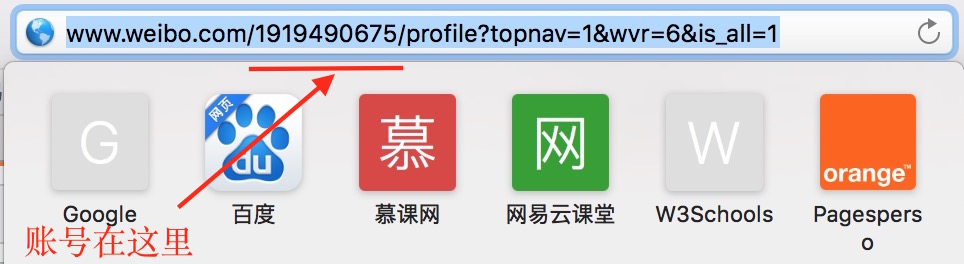 www.weibo.com/1919490675/profile?topnav=1&wvr=6&is_all=1
G
网页
du
慕
网
W
orange™
Google
百度
慕课网
网易云课堂
W3Schools
Pagesperso
账号在这里